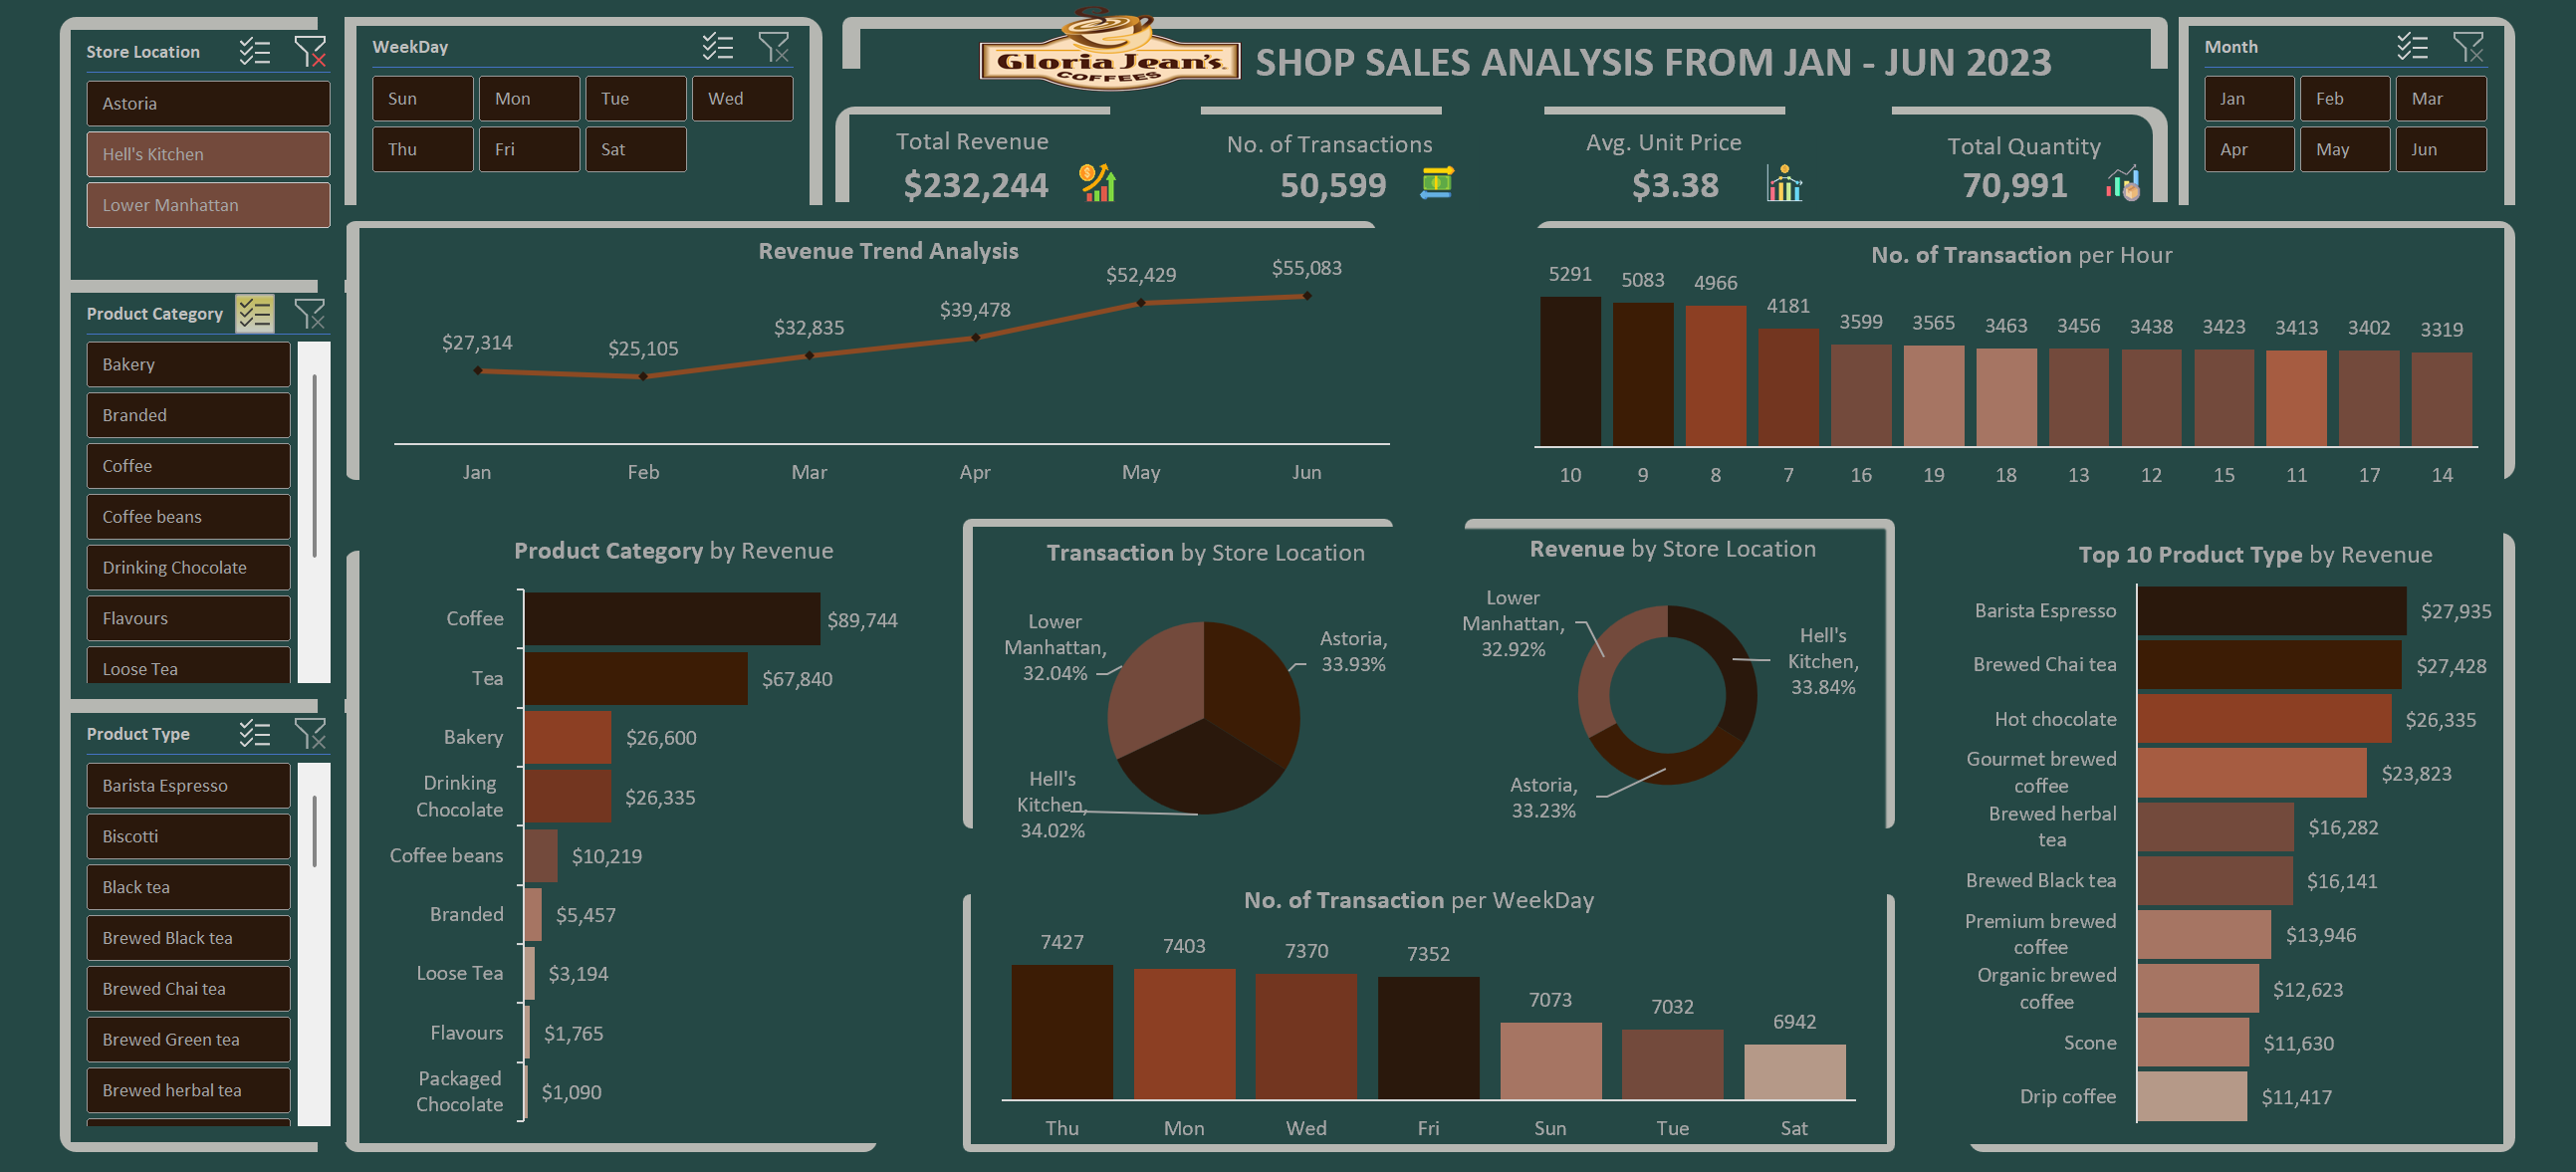 Store Location
Astoria
Hell's Kitchen
Lower Manhattan
WeekDay
Sun
Mon
Tue
Wed
Thu
Fri
Sat
Gloria Jean's
COFFEES
SHOP SALES ANALYSIS FROM JAN - JUN 2023
Month
Jan
Feb
Mar
Apr
May
Jun
Total Revenue
$232,244
No. of Transactions
50,599
Avg. Unit Price
$3.38
Total Quantity
70,991
Product Category
Bakery
Branded
Coffee
Coffee beans
Drinking Chocolate
Flavours
Loose Tea
Product Type
Barista Espresso
Biscotti
Black tea
Brewed Black tea
Brewed Chai tea
Brewed Green tea
Brewed herbal tea
Revenue Trend Analysis
$27,314
$25,105
$32,835
$39,478
$52,429
$55,083
Jan
Feb
Mar
Apr
May
Jun
No. of Transaction per Hour
5291
5083
4966
4181
3599
3565
3463
3456
3438
3423
3413
3402
3319
10
9
8
7
16
19
18
13
12
15
11
17
14
Product Category by Revenue
Coffee
$89,744
Tea
$67,840
Bakery
$26,600
Drinking
Chocolate
$26,335
Coffee beans
$10,219
Branded
$5,457
Loose Tea
$3,194
Flavours
$1,765
Packaged
Chocolate
$1,090
Transaction by Store Location
Lower
Manhattan,
32.04%
Astoria,
33.93%
Hell's
Kitchen,
34.02%
Revenue by Store Location
Lower
Manhattan,
32.92%
Hell's
Kitchen,
33.84%
Astoria,
33.23%
No. of Transaction per WeekDay
7427
7403
7370
7352
7073
7032
6942
Thu
Mon
Wed
Fri
Sun
Tue
Sat
Top 10 Product Type by Revenue
Barista Espresso
$27,935
Brewed Chai tea
$27,428
Hot chocolate
$26,335
Gourmet brewed
coffee
$23,823
Brewed herbal
tea
$16,282
Brewed Black tea
$16,141
Premium brewed
coffee
$13,946
Organic brewed
coffee
$12,623
Scone
$11,630
Drip coffee
$11,417